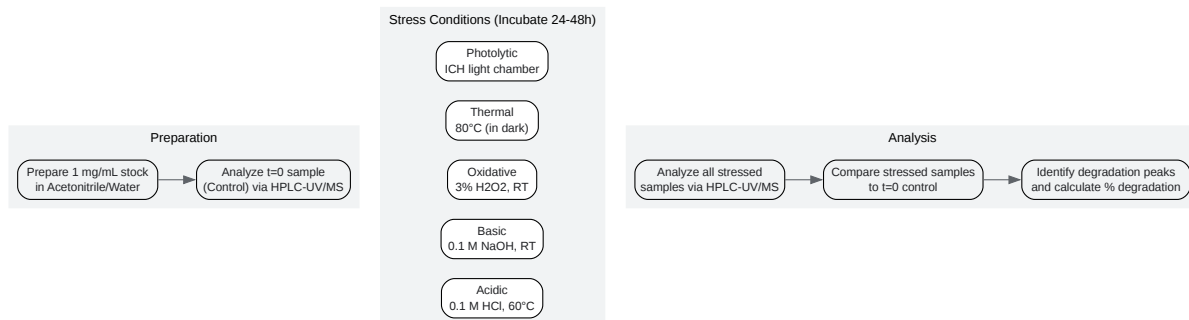 Preparation
Prepare 1 mg/mL stock
in Acetonitrile/Water
Analyze t=0 sample
(Control) via HPLC-UV/MS
Stress Conditions (Incubate 24-48h)
Photolytic
ICH light chamber
Thermal
80°C (in dark)
Oxidative
3% H2O2, RT
Basic
0.1 M NaOH, RT
Acidic
0.1 M HCl, 60°C
Analysis
Analyze all stressed
samples via HPLC-UV/MS
Compare stressed samples
to t=0 control
Identify degradation peaks
and calculate % degradation